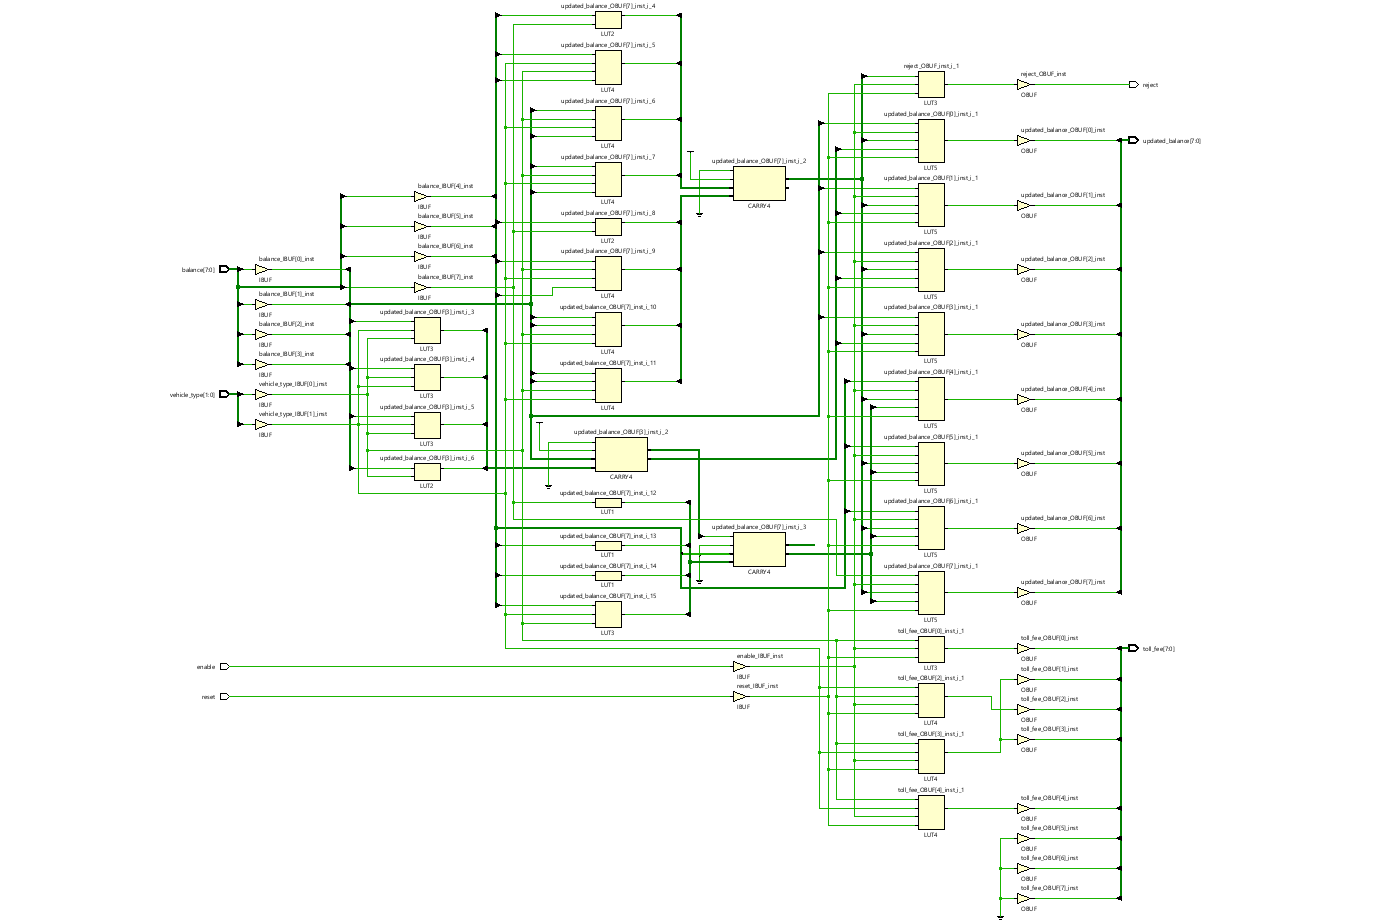 balance[7:0]
balance_IBUF[0]_inst
IBUF
balance_IBUF[1]_inst
IBUF
balance_IBUF[2]_inst
IBUF
balance_IBUF[3]_inst
IBUF
vehicle_type[1:0]
vehicle_type_IBUF[0]_inst
IBUF
vehicle_type_IBUF[1]_inst
IBUF
enable
reset
balance_IBUF[4]_inst
IBUF
balance_IBUF[5]_inst
IBUF
balance_IBUF[6]_inst
IBUF
balance_IBUF[7]_inst
IBUF
updated_balance_OBUF[3]_inst_i_3
LUT3
updated_balance_OBUF[3]_inst_i_4
LUT3
updated_balance_OBUF[3]_inst_i_5
LUT3
updated_balance_OBUF[3]_inst_i_6
LUT2
updated_balance_OBUF[7]_inst_i_4
LUT2
updated_balance_OBUF[7]_inst_i_5
LUT4
updated_balance_OBUF[7]_inst_i_6
LUT4
updated_balance_OBUF[7]_inst_i_7
LUT4
updated_balance_OBUF[7]_inst_i_8
LUT2
updated_balance_OBUF[7]_inst_i_9
LUT4
updated_balance_OBUF[7]_inst_i_10
LUT4
updated_balance_OBUF[7]_inst_i_11
LUT4
updated_balance_OBUF[3]_inst_i_2
CARRY4
updated_balance_OBUF[7]_inst_i_12
LUT1
updated_balance_OBUF[7]_inst_i_13
LUT1
updated_balance_OBUF[7]_inst_i_14
LUT1
updated_balance_OBUF[7]_inst_i_15
LUT3
updated_balance_OBUF[7]_inst_i_2
CARRY4
updated_balance_OBUF[7]_inst_i_3
CARRY4
enable_IBUF_inst
IBUF
reset_IBUF_inst
IBUF
reject_OBUF_inst_i_1
LUT3
updated_balance_OBUF[0]_inst_i_1
LUT5
updated_balance_OBUF[1]_inst_i_1
LUT5
updated_balance_OBUF[2]_inst_i_1
LUT5
updated_balance_OBUF[3]_inst_i_1
LUT5
updated_balance_OBUF[4]_inst_i_1
LUT5
updated_balance_OBUF[5]_inst_i_1
LUT5
updated_balance_OBUF[6]_inst_i_1
LUT5
updated_balance_OBUF[7]_inst_i_1
LUT5
toll_fee_OBUF[0]_inst_i_1
LUT3
toll_fee_OBUF[2]_inst_i_1
LUT4
toll_fee_OBUF[3]_inst_i_1
LUT4
toll_fee_OBUF[4]_inst_i_1
LUT4
reject_OBUF_inst
OBUF
updated_balance_OBUF[0]_inst
OBUF
updated_balance_OBUF[1]_inst
OBUF
updated_balance_OBUF[2]_inst
OBUF
updated_balance_OBUF[3]_inst
OBUF
updated_balance_OBUF[4]_inst
OBUF
updated_balance_OBUF[5]_inst
OBUF
updated_balance_OBUF[6]_inst
OBUF
updated_balance_OBUF[7]_inst
OBUF
toll_fee_OBUF[0]_inst
OBUF
toll_fee_OBUF[1]_inst
OBUF
toll_fee_OBUF[2]_inst
OBUF
toll_fee_OBUF[3]_inst
OBUF
toll_fee_OBUF[4]_inst
OBUF
toll_fee_OBUF[5]_inst
OBUF
toll_fee_OBUF[6]_inst
OBUF
toll_fee_OBUF[7]_inst
OBUF
reject
updated_balance[7:0]
toll_fee[7:0]